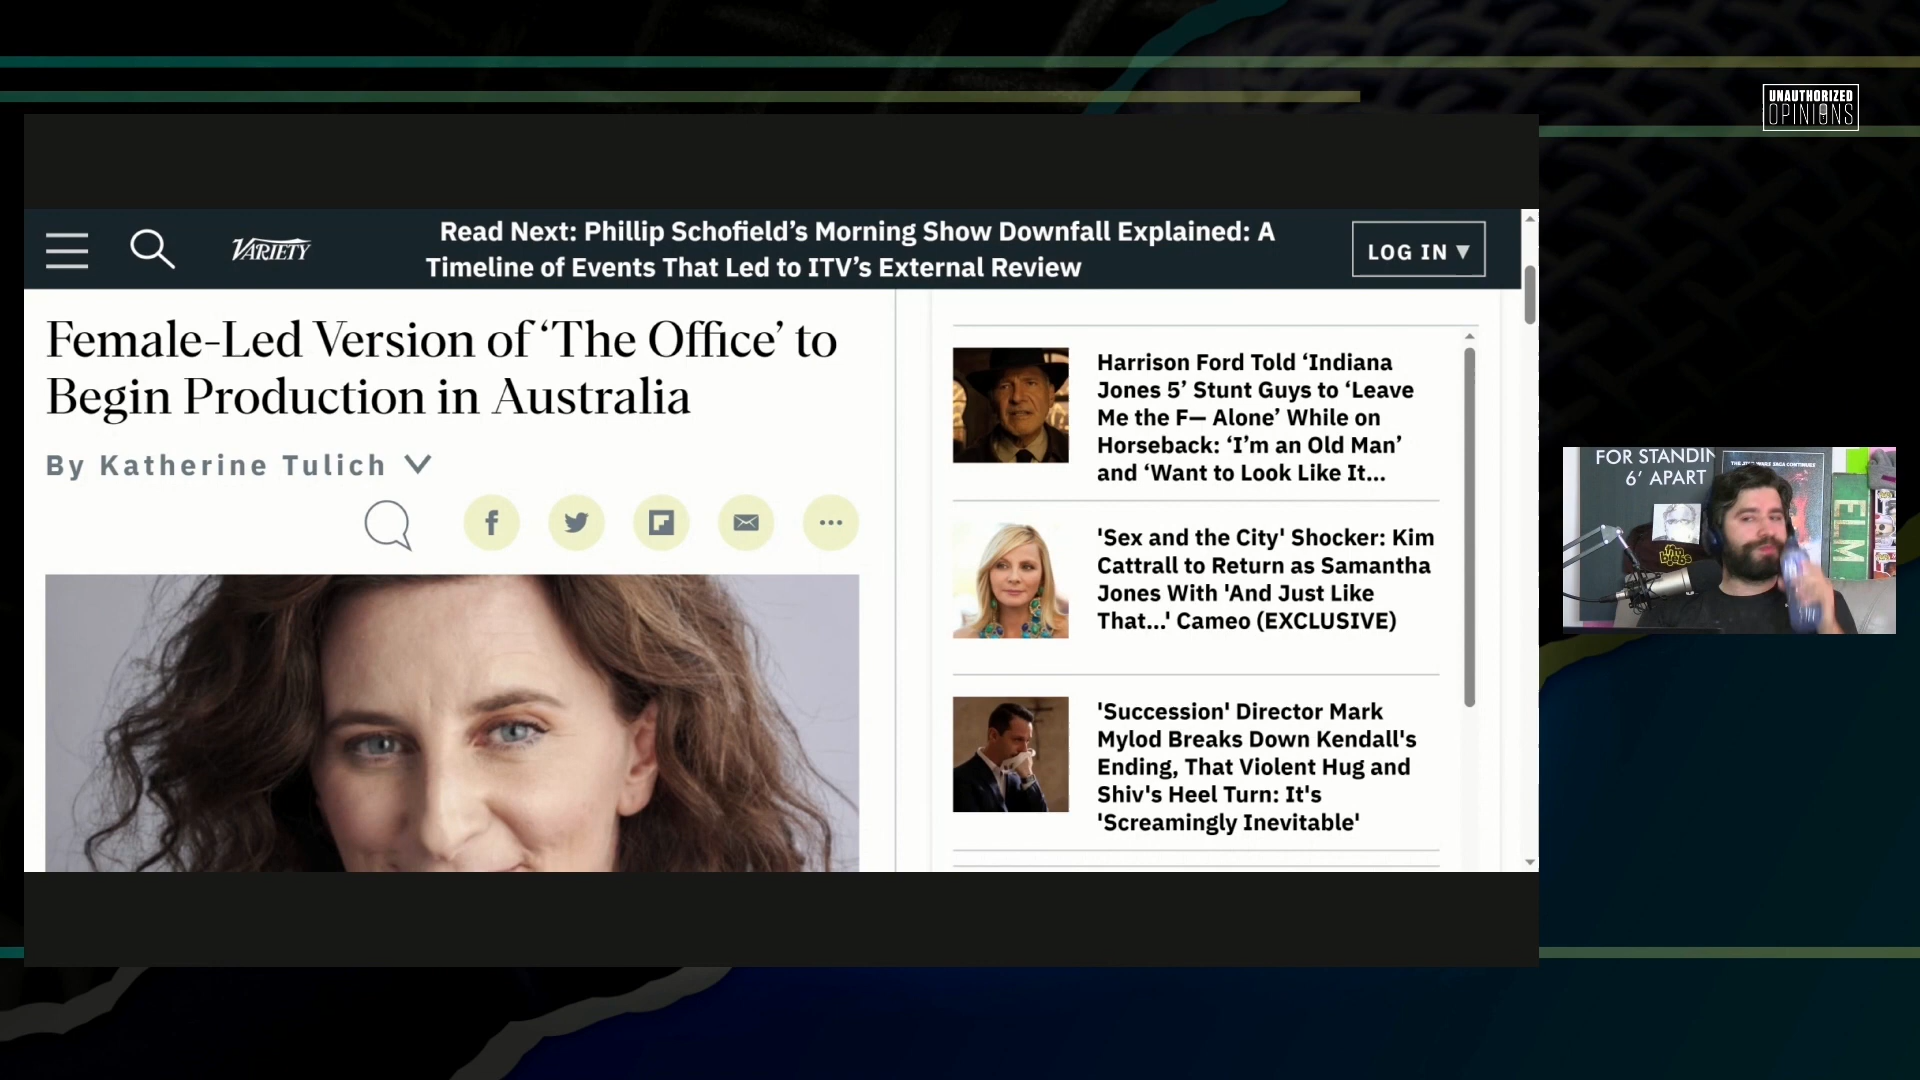 UNAUTHORIZED
OPINIONS
VARIETY
Read Next: Phillip Schofield’s Morning Show Downfall Explained: A
Timeline of Events That Led to ITV’s External Review
LOG IN ▼
Female-Led Version of ‘The Office’ to
Begin Production in Australia
By Katherine Tulich
Harrison Ford Told ‘Indiana
Jones 5’ Stunt Guys to ‘Leave
Me the F— Alone’ While on
Horseback: ‘I’m an Old Man’
and ‘Want to Look Like It...
'Sex and the City' Shocker: Kim
Cattrall to Return as Samantha
Jones With 'And Just Like
That...' Cameo (EXCLUSIVE)
'Succession' Director Mark
Mylod Breaks Down Kendall's
Ending, That Violent Hug and
Shiv's Heel Turn: It's
'Screamingly Inevitable'
FOR STANDIN
6’ APART
ELM